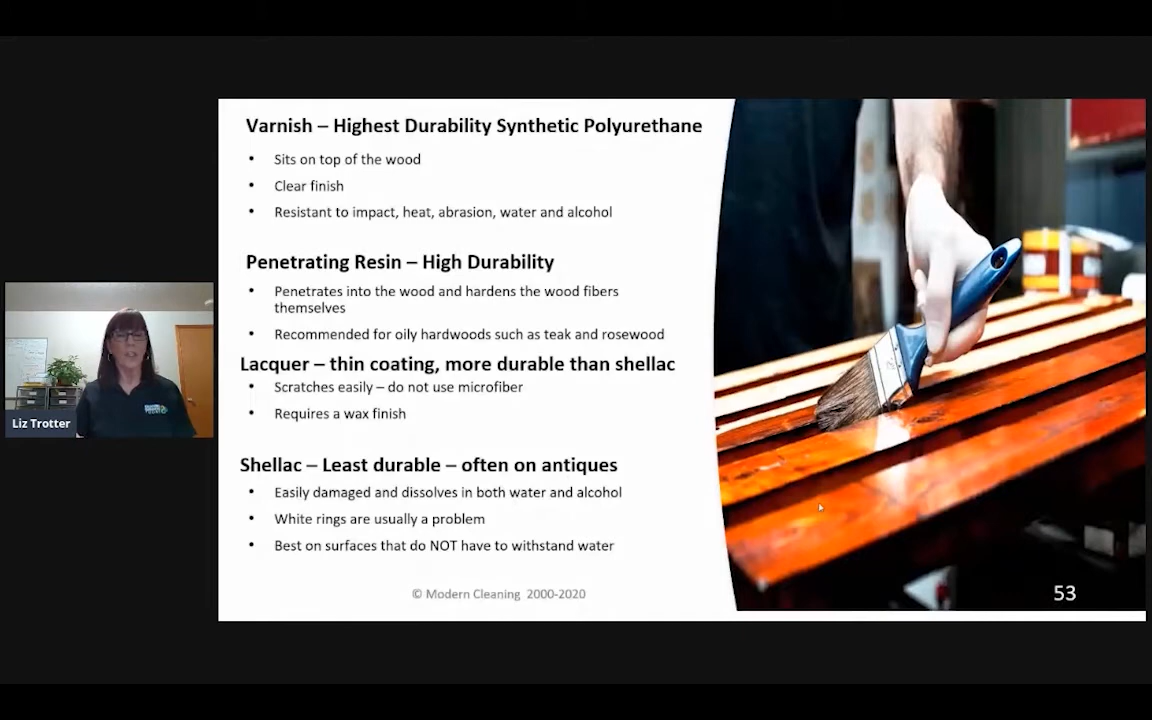 Varnish – Highest Durability Synthetic Polyurethane
• Sits on top of the wood
• Clear finish
• Resistant to impact, heat, abrasion, water and alcohol
Penetrating Resin – High Durability
• Penetrates into the wood and hardens the wood fibers
themselves
• Recommended for oily hardwoods such as teak and rosewood
Lacquer – thin coating, more durable than shellac
• Scratches easily – do not use microfiber
• Requires a wax finish
Shellac – Least durable – often on antiques
• Easily damaged and dissolves in both water and alcohol
• White rings are usually a problem
• Best on surfaces that do NOT have to withstand water
© Modern Cleaning 2000-2020
53
Liz Trotter